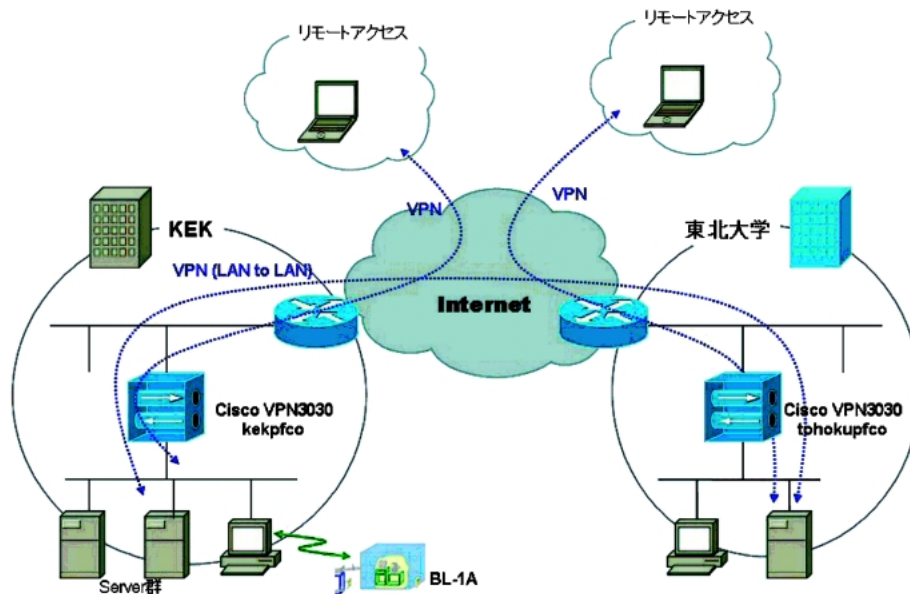 リモートアクセス
リモートアクセス
VPN
VPN
KEK
東北大学
VPN (LAN to LAN)
Internet
Cisco VPN3030
kekpfco
Cisco VPN3030
tohokupfco
Server群
BL-1A